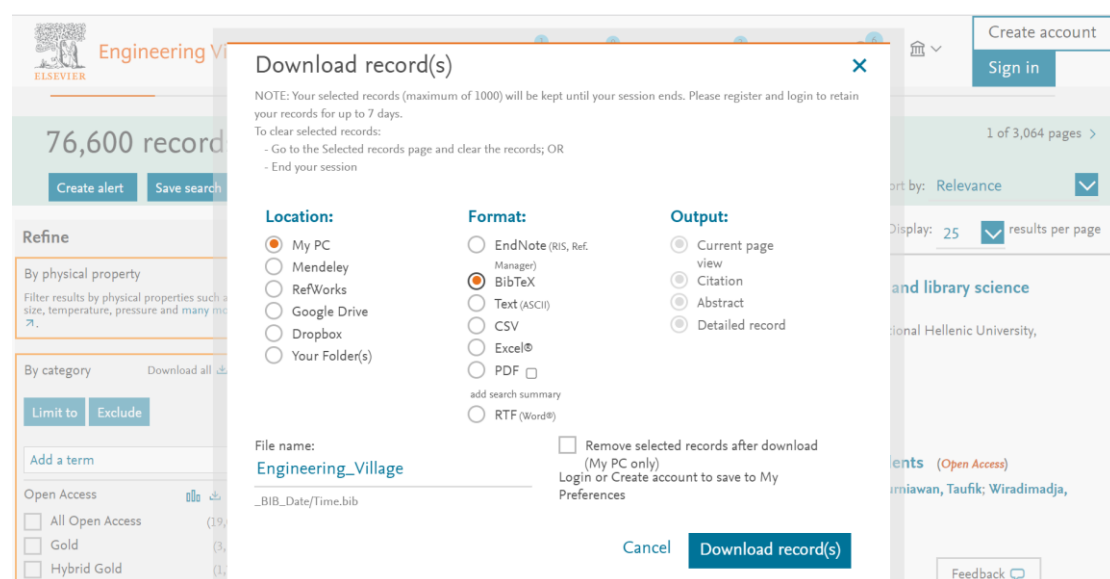 ELSEVIER
Engineering Vi
Create account
Sign in
76,600 record
1 of 3,064 pages >
Create alert
Save search
ort by: Relevance
Display: 25 results per page
Refine
By physical property
Filter results by physical properties such a
size, temperature, pressure and many mo
By category
Download all
Limit to
Exclude
Add a term
Open Access
All Open Access (19,
Gold (3,
Hybrid Gold (1,
Download record(s)
NOTE: Your selected records (maximum of 1000) will be kept until your session ends. Please register and login to retain
your records for up to 7 days.
To clear selected records:
- Go to the Selected records page and clear the records; OR
- End your session
Location:
My PC
Mendeley
RefWorks
Google Drive
Dropbox
Your Folder(s)
Format:
EndNote (RIS, Ref.
Manager)
BibTeX
Text (ASCII)
CSV
Excel®
PDF
add search summary
RTF (Word®)
Output:
Current page
view
Citation
Abstract
Detailed record
File name:
Engineering_Village
_BIB_Date/Time.bib
Remove selected records after download
(My PC only)
Login or Create account to save to My
Preferences
Cancel
Download record(s)
and library science
tional Hellenic University,
ents (Open Access)
rniawan, Taufik; Wiradimadja,
Feedback